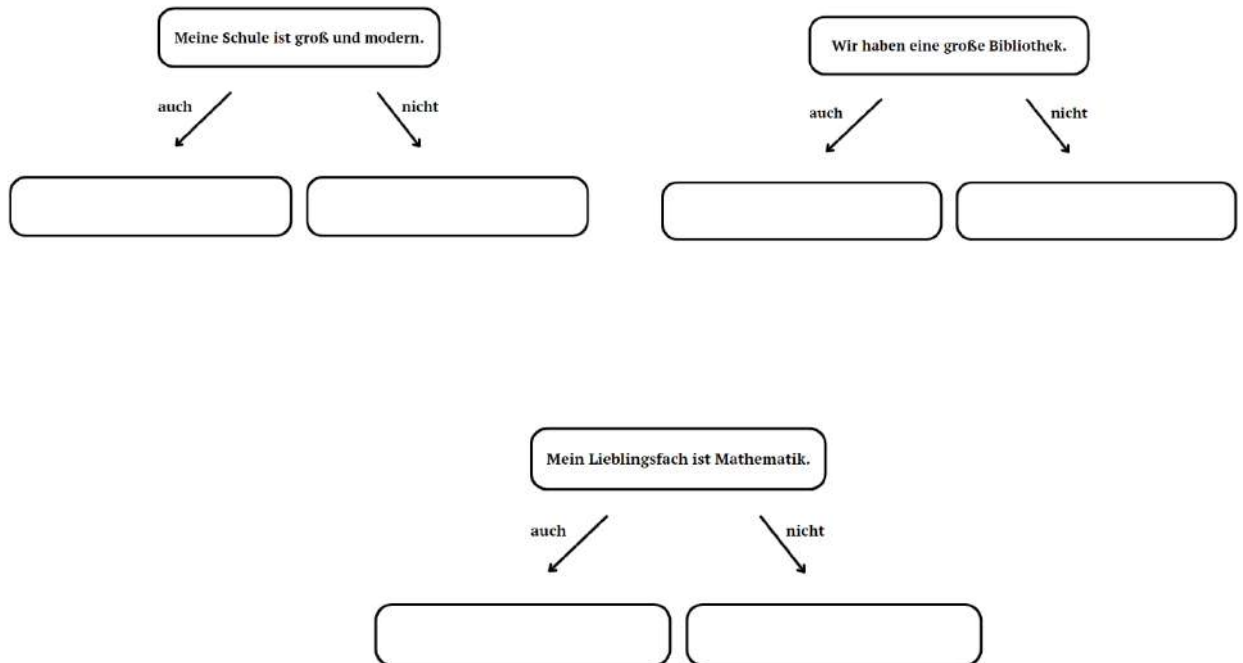 Meine Schule ist groß und modern.
auch
nicht
Wir haben eine große Bibliothek.
auch
nicht
Mein Lieblingsfach ist Mathematik.
auch
nicht